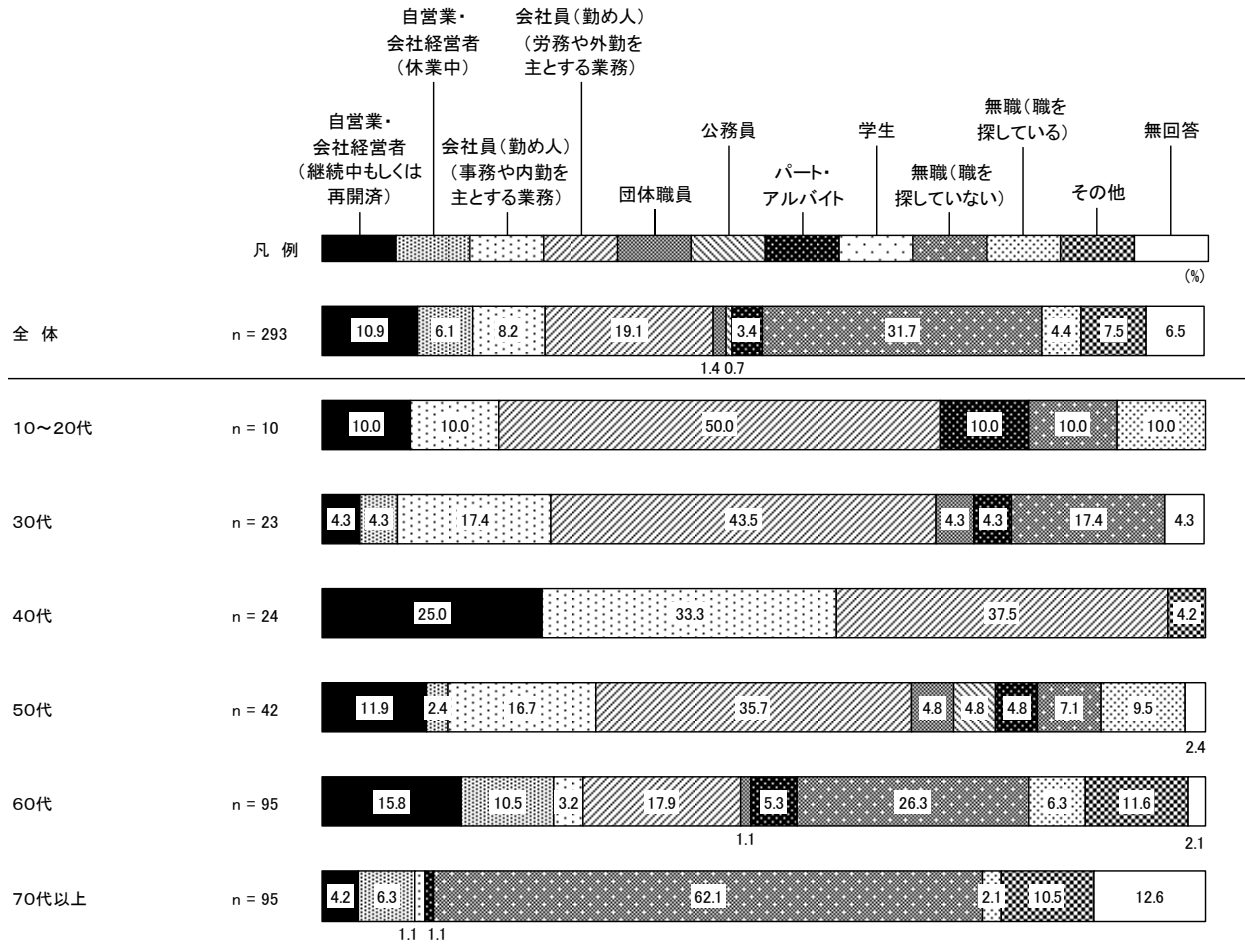 自営業・
会社経営者
(休業中)
会社員(勤め人)
(労務や外勤を
主とする業務)
自営業・
会社経営者
(継続中もしくは
再開済)
会社員(勤め人)
(事務や内勤を
主とする業務)
団体職員
公務員
パート・
アルバイト
学生
無職(職を
探していない)
無職(職を
探している)
その他
無回答
凡 例
(%)
全 体 n = 293 10.9 6.1 8.2 19.1 3.4 31.7 4.4 7.5 6.5
1.4 0.7
10~20代 n = 10 10.0 10.0 50.0 10.0 10.0 10.0
30代 n = 23 4.3 4.3 17.4 43.5 4.3 4.3 17.4 4.3
40代 n = 24 25.0 33.3 37.5 4.2
50代 n = 42 11.9 2.4 16.7 35.7 4.8 4.8 4.8 7.1 9.5
2.4
60代 n = 95 15.8 10.5 3.2 17.9 5.3 26.3 6.3 11.6
1.1 2.1
70代以上 n = 95 4.2 6.3 62.1 2.1 10.5 12.6
1.1 1.1